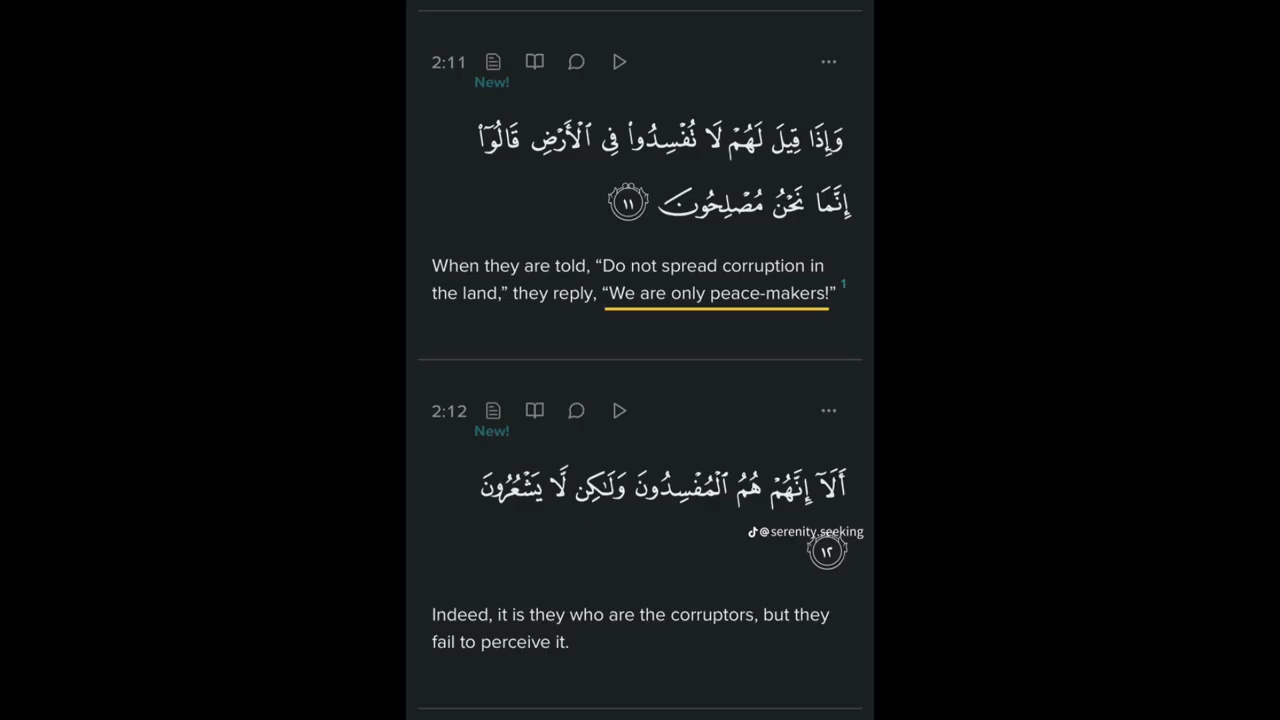 2:11
New!
وَإِذَا قِيلَ لَهُمْ لَا تُفْسِدُوا۟ فِى ٱلْأَرْضِ قَالُوٓا۟
إِنَّمَا نَحْنُ مُصْلِحُونَ ١١
When they are told, “Do not spread corruption in
the land,” they reply, “We are only peace-makers!” 1
2:12
New!
أَلَآ إِنَّهُمْ هُمُ ٱلْمُفْسِدُونَ وَلَـٰكِن لَّا يَشْعُرُونَ
@serenity.seeking
١٢
Indeed, it is they who are the corruptors, but they
fail to perceive it.